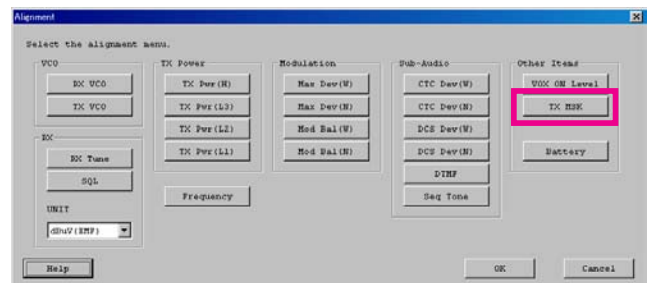 Alignment
Select the alignment menu.
VCO
RX VCO
TX VCO
RX
RX Tune
SQL
UNIT
dBuV(EMF)
TX Power
TX Pwr(H)
TX Pwr(L3)
TX Pwr(L2)
TX Pwr(L1)
Frequency
Modulation
Max Dev(W)
Max Dev(N)
Mod Bal(W)
Mod Bal(N)
Sub-Audio
CTC Dev(W)
CTC Dev(N)
DCS Dev(W)
DCS Dev(N)
DTMF
Seq Tone
Other Items
VOX ON Level
TX MSK
Battery
Help
OK
Cancel